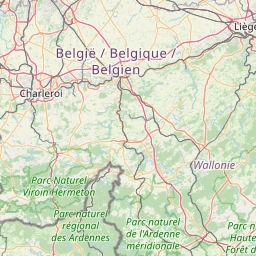 Liège
België / Belgique /
Belgien
Charleroi
Wallonie
Parc Naturel
Viroin Hermeton
Parc naturel
régional
des Ardennes
Parc naturel
de l'Ardenne
méridionale
Parc n
Haute
Forêt d